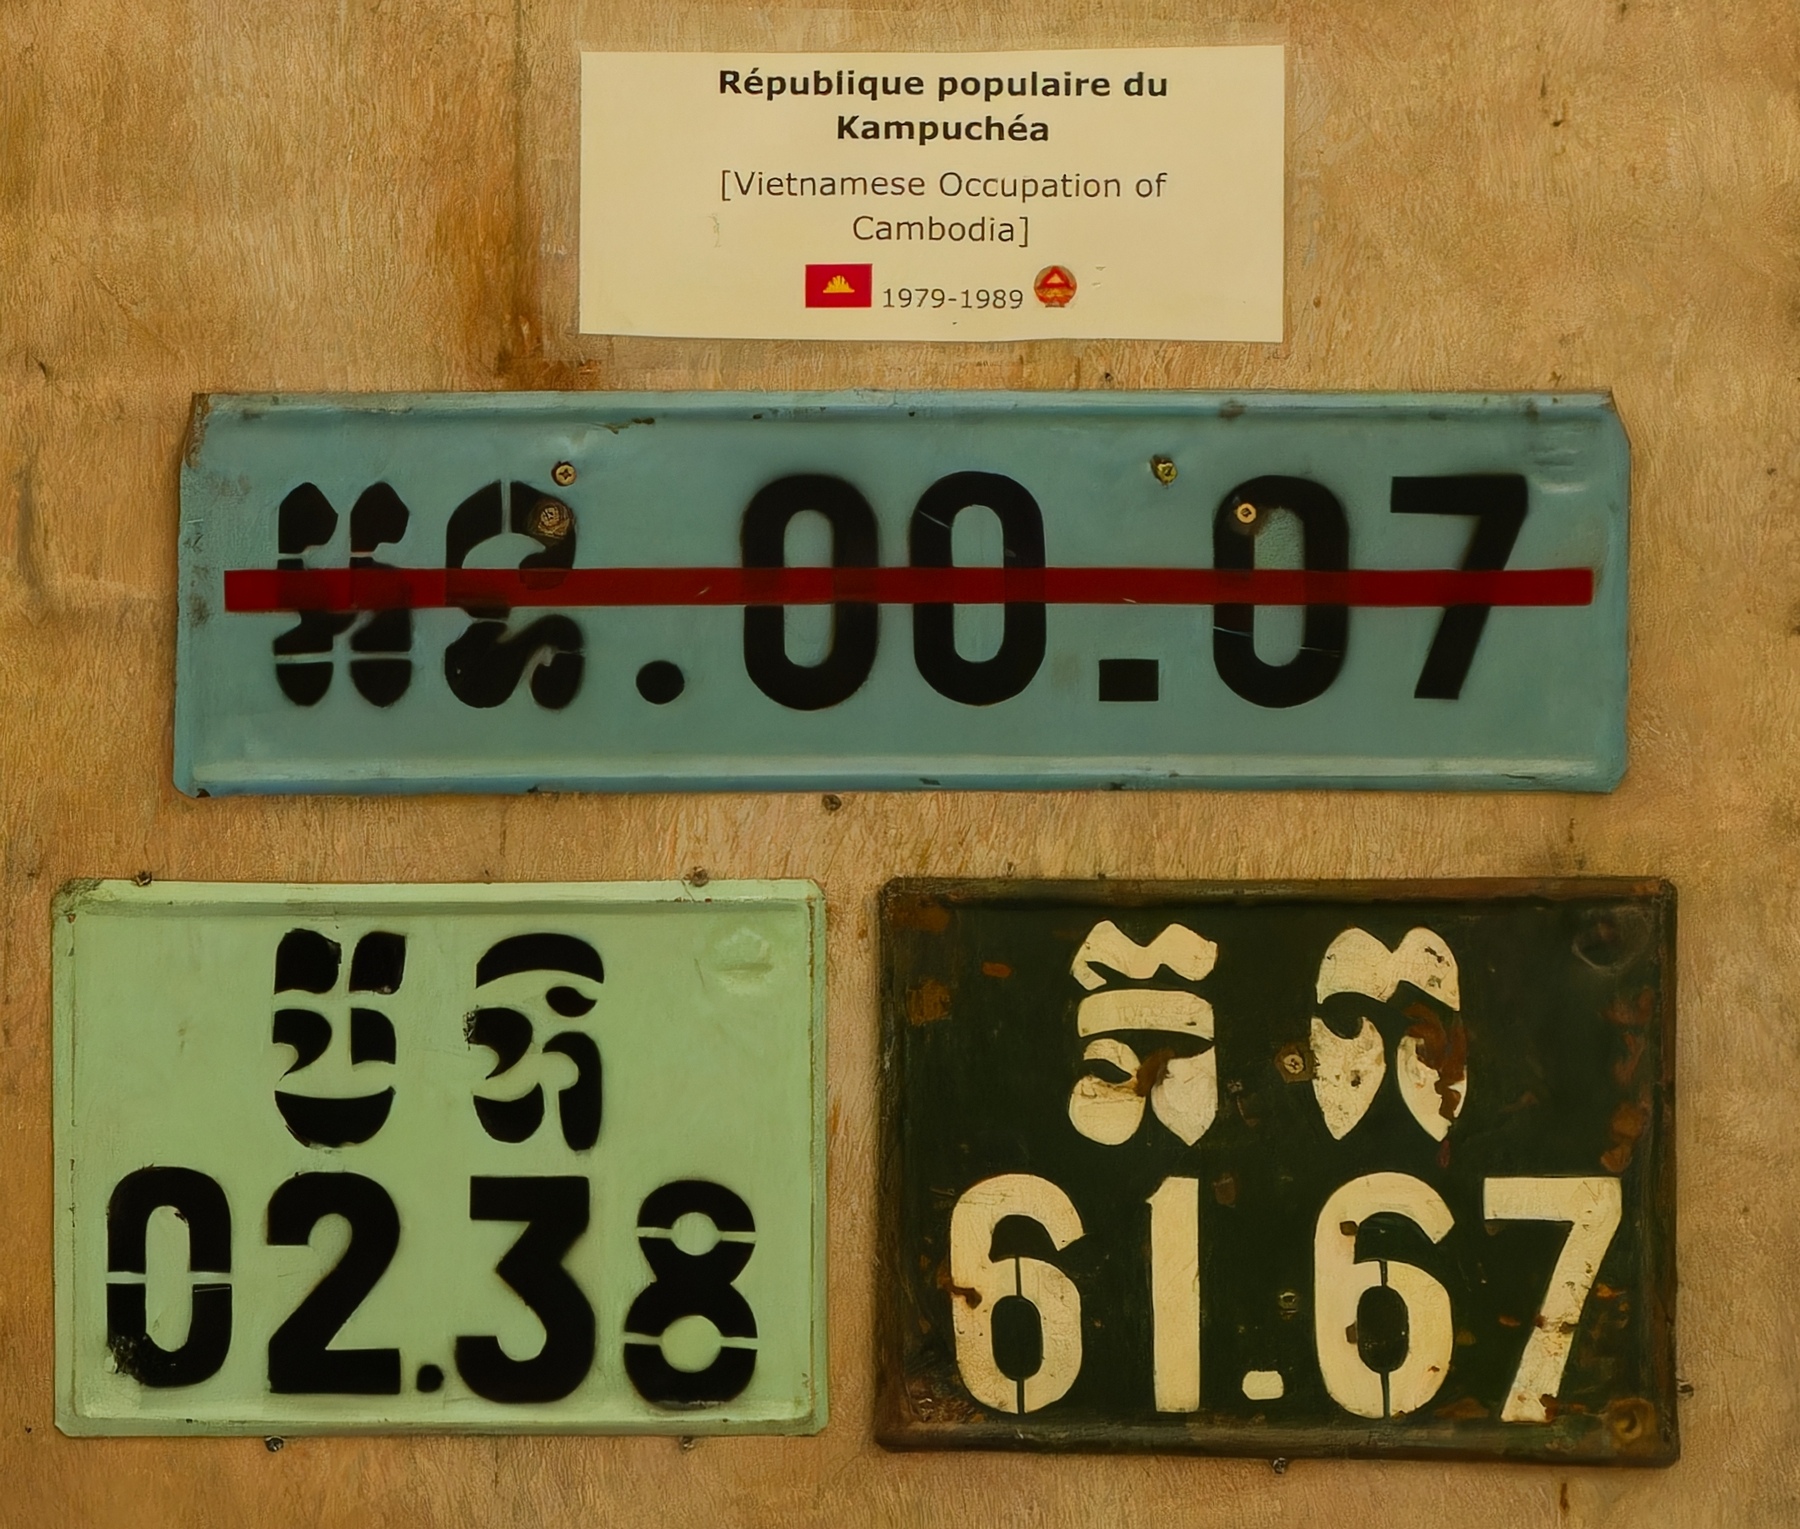 République populaire du
Kampuchéa
[Vietnamese Occupation of
Cambodia]
1979-1989
.00.07
02.38
61.67